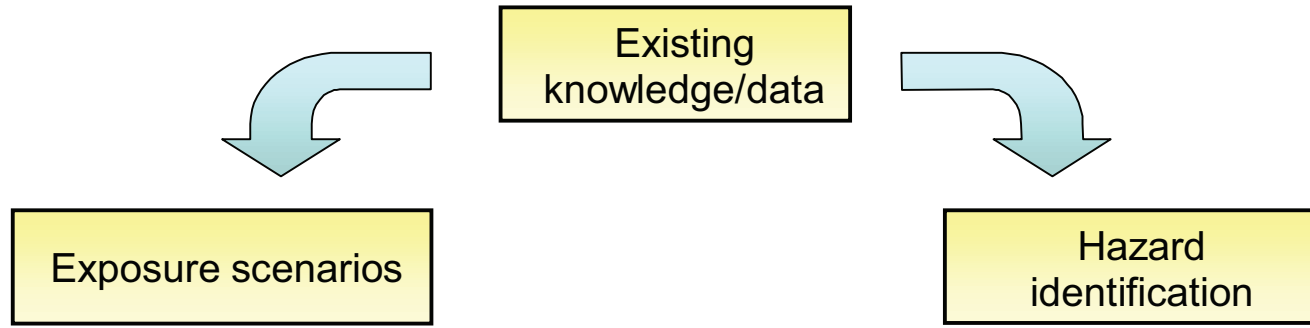 Existing
knowledge/data
Exposure scenarios
Hazard
identification